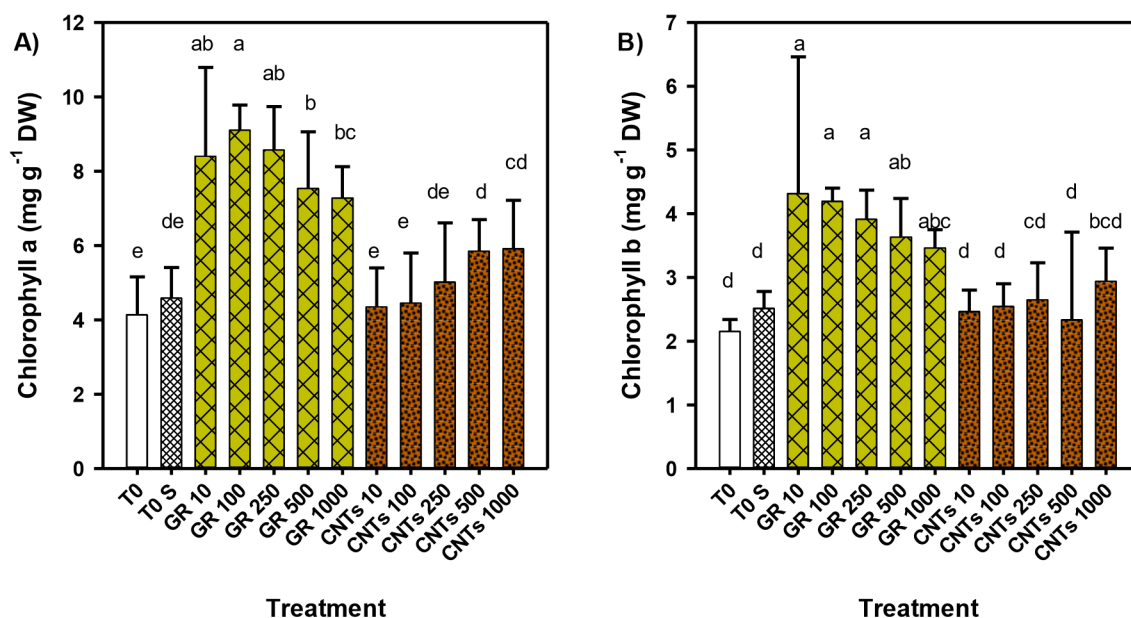 A)
Chlorophyll a (mg g-1 DW)
12
10
8
6
4
2
0
e
de
ab
a
ab
b
bc
e
e
de
d
cd
T0
T0 S
GR 10
GR 100
GR 250
GR 500
GR 1000
CNTs 10
CNTs 100
CNTs 250
CNTs 500
CNTs 1000
Treatment
B)
Chlorophyll b (mg g-1 DW)
7
6
5
4
3
2
1
0
d
d
a
a
a
ab
abc
d
d
cd
d
bcd
T0
T0 S
GR 10
GR 100
GR 250
GR 500
GR 1000
CNTs 10
CNTs 100
CNTs 250
CNTs 500
CNTs 1000
Treatment